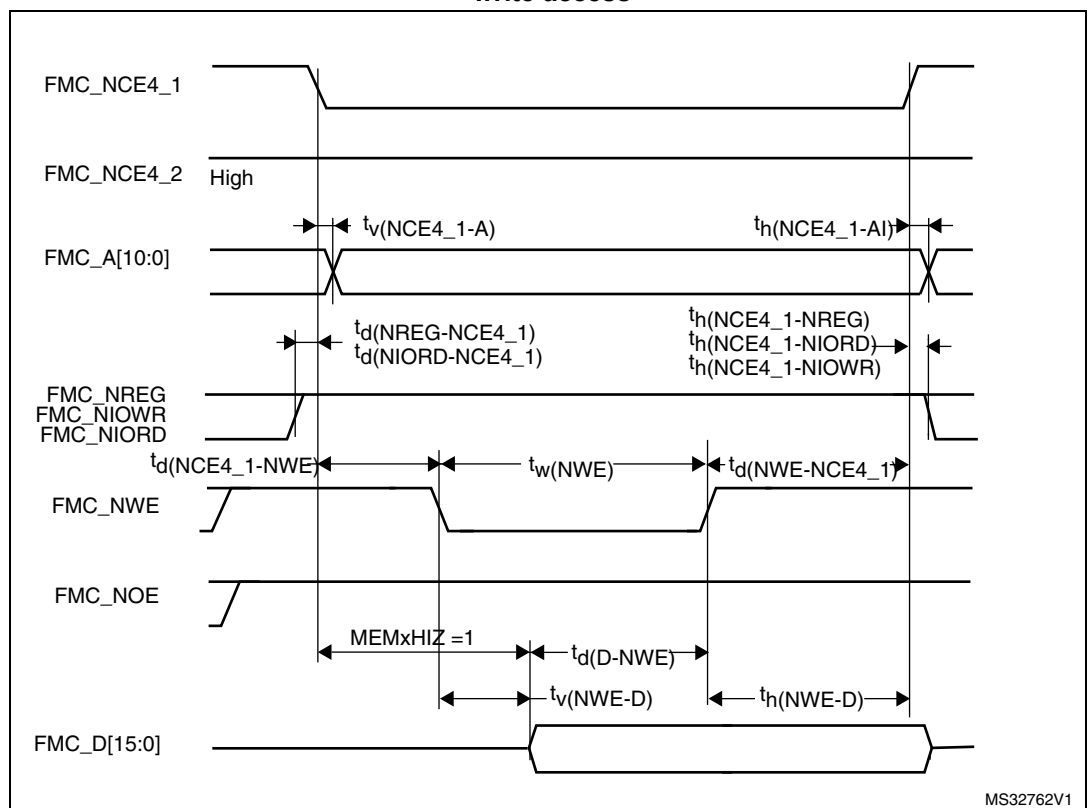 FMC_NCE4_1
FMC_NCE4_2 High
tv(NCE4_1-A) th(NCE4_1-AI)
FMC_A[10:0]
td(NREG-NCE4_1) th(NCE4_1-NREG)
td(NIORD-NCE4_1) th(NCE4_1-NIORD)
th(NCE4_1-NIOWR)
FMC_NREG
FMC_NIOWR
FMC_NIORD
td(NCE4_1-NWE) tw(NWE) td(NWE-NCE4_1)
FMC_NWE
FMC_NOE
MEMxHIZ =1
td(D-NWE)
tv(NWE-D) th(NWE-D)
FMC_D[15:0]
MS32762V1